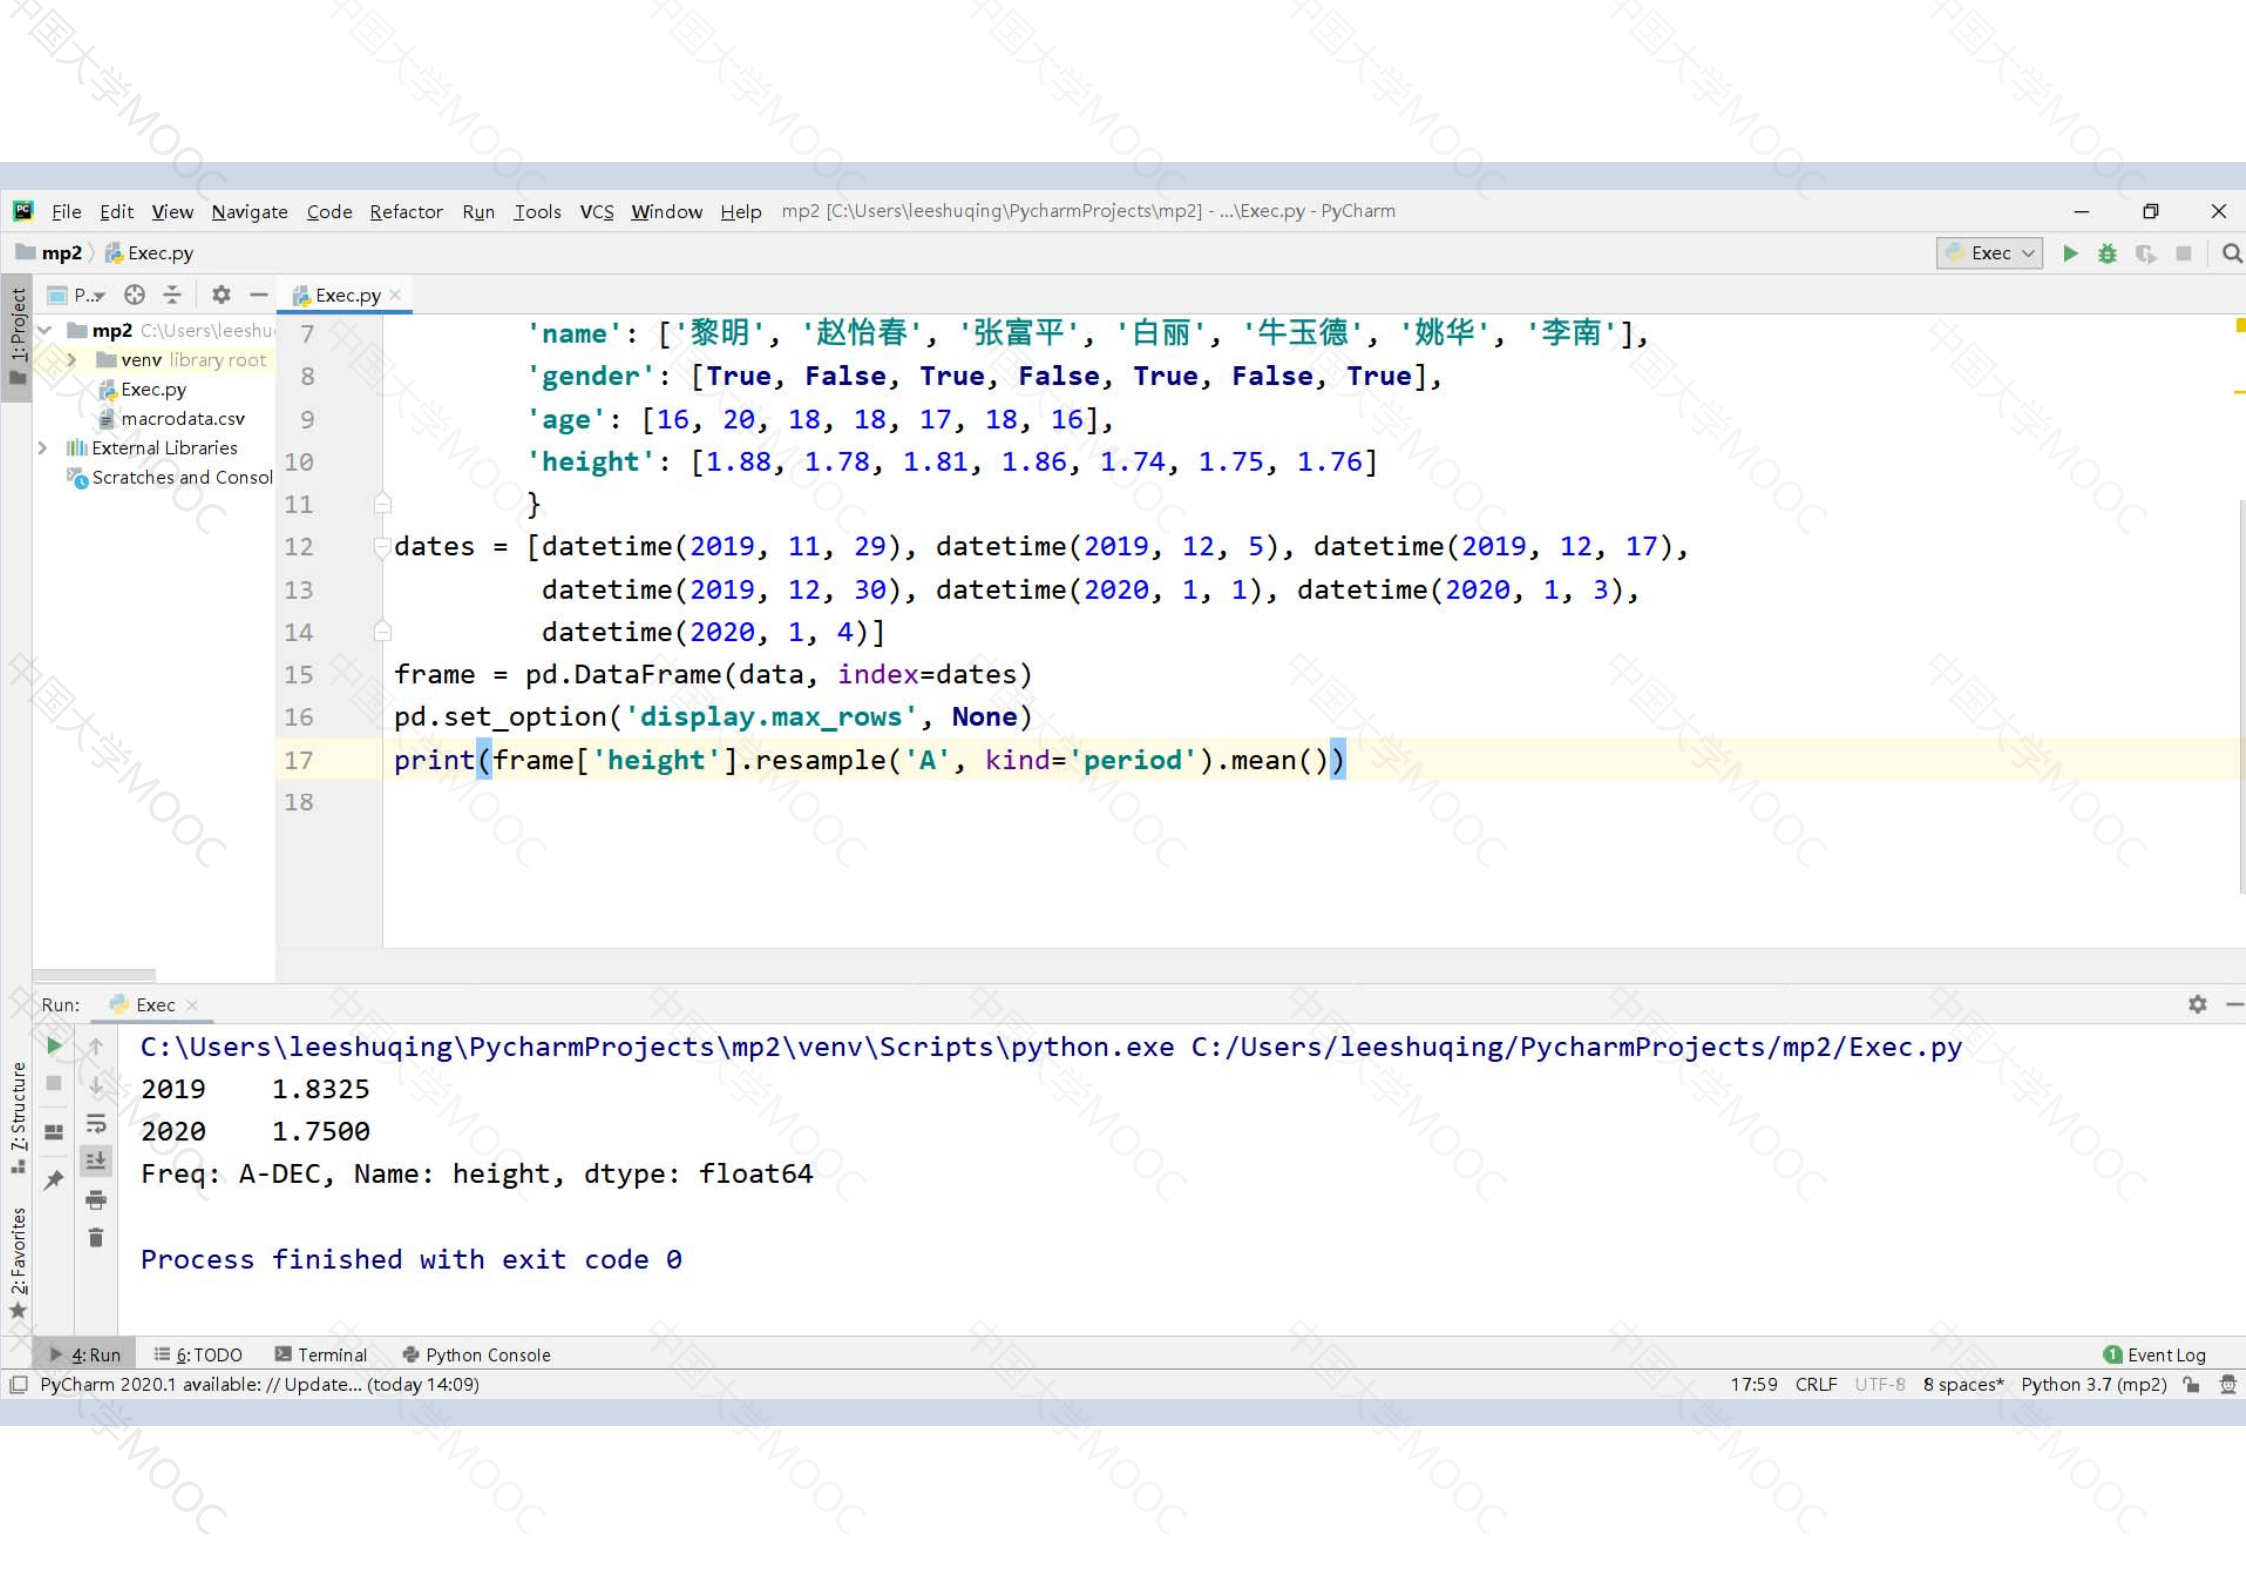 File Edit View Navigate Code Refactor Run Tools VCS Window Help mp2 [C:\Users\leeshuqing\PycharmProjects\mp2] - ...\Exec.py - PyCharm
mp2 Exec.py
Exec
1: Project
P..
Exec.py
mp2 C:\Users\leeshu
venv library root
Exec.py
macrodata.csv
External Libraries
Scratches and Consol
7 'name': ['黎明', '赵怡春', '张富平', '白丽', '牛玉德', '姚华', '李南'],
8 'gender': [True, False, True, False, True, False, True],
9 'age': [16, 20, 18, 18, 17, 18, 16],
10 'height': [1.88, 1.78, 1.81, 1.86, 1.74, 1.75, 1.76]
11 }
12 dates = [datetime(2019, 11, 29), datetime(2019, 12, 5), datetime(2019, 12, 17),
13 datetime(2019, 12, 30), datetime(2020, 1, 1), datetime(2020, 1, 3),
14 datetime(2020, 1, 4)]
15 frame = pd.DataFrame(data, index=dates)
16 pd.set_option('display.max_rows', None)
17 print(frame['height'].resample('A', kind='period').mean())
18
Run: Exec
C:\Users\leeshuqing\PycharmProjects\mp2\venv\Scripts\python.exe C:/Users/leeshuqing/PycharmProjects/mp2/Exec.py
2019 1.8325
2020 1.7500
Freq: A-DEC, Name: height, dtype: float64
Process finished with exit code 0
Z: Structure
2: Favorites
4: Run 6: TODO Terminal Python Console
1 Event Log
PyCharm 2020.1 available: // Update... (today 14:09)
17:59 CRLF UTF-8 8 spaces* Python 3.7 (mp2)
中国大学MOOC